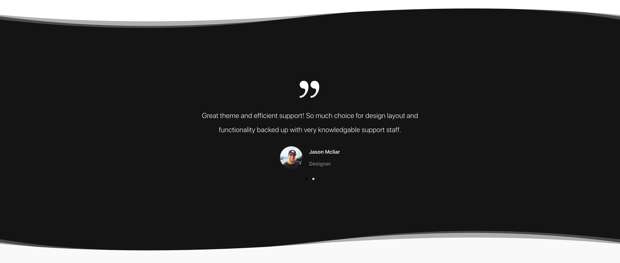 ”
Great theme and efficient support! So much choice for design layout and
functionality backed up with very knowledgable support staff.
Jason Mcliar
Designer